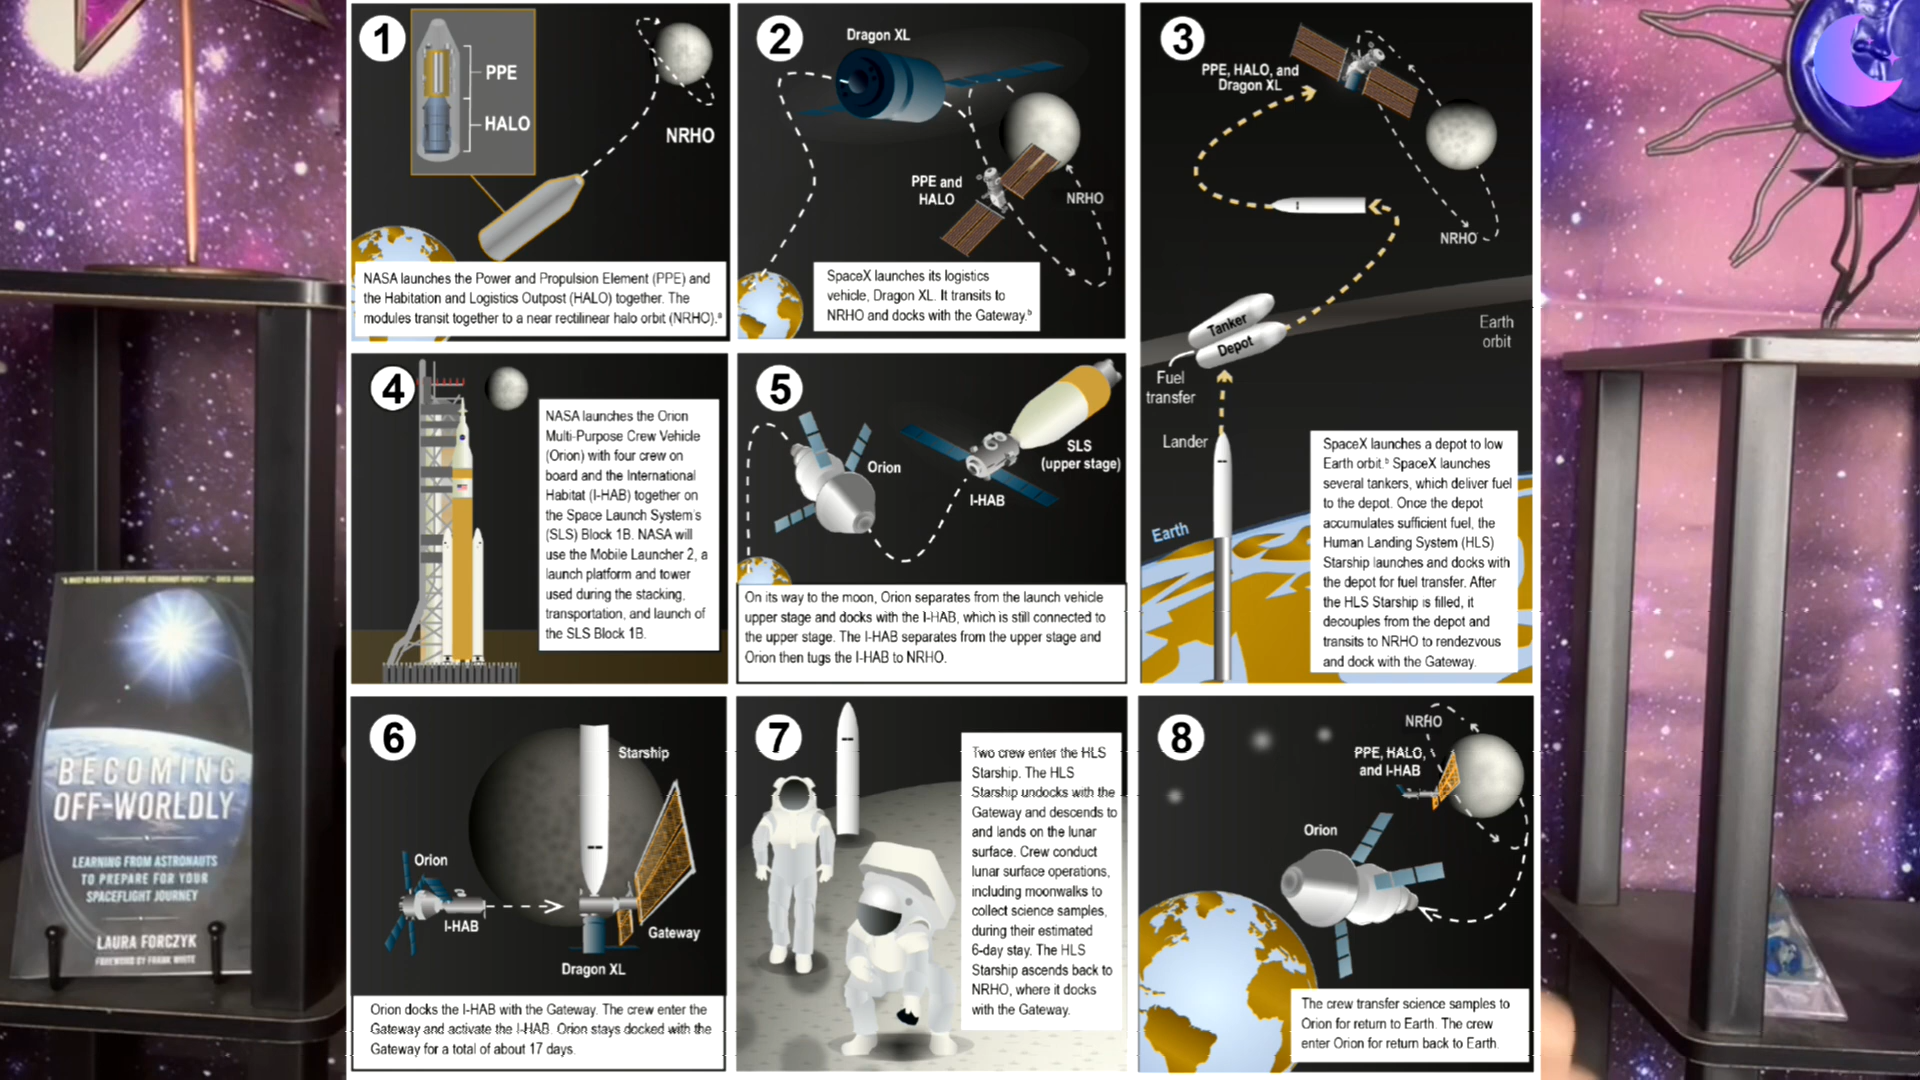 1
PPE
HALO
NRHO
NASA launches the Power and Propulsion Element (PPE) and
the Habitation and Logistics Outpost (HALO) together. The
modules transit together to a near rectilinear halo orbit (NRHO).ᵃ
2
Dragon XL
PPE and
HALO
NRHO
SpaceX launches its logistics
vehicle, Dragon XL. It transits to
NRHO and docks with the Gateway.ᵇ
3
PPE, HALO, and
Dragon XL
NRHO
Earth
orbit
Tanker
Depot
Fuel
transfer
Lander
Earth
SpaceX launches a depot to low
Earth orbit.ᵇ SpaceX launches
several tankers, which deliver fuel
to the depot. Once the depot
accumulates sufficient fuel, the
Human Landing System (HLS)
Starship launches and docks with
the depot for fuel transfer. After
the HLS Starship is filled, it
decouples from the depot and
transits to NRHO to rendezvous
and dock with the Gateway.
4
NASA launches the Orion
Multi-Purpose Crew Vehicle
(Orion) with four crew on
board and the International
Habitat (I-HAB) together on
the Space Launch System's
(SLS) Block 1B. NASA will
use the Mobile Launcher 2, a
launch platform and tower
used during the stacking,
transportation, and launch of
the SLS Block 1B.
5
Orion
I-HAB
SLS
(upper stage)
On its way to the moon, Orion separates from the launch vehicle
upper stage and docks with the I-HAB, which is still connected to
the upper stage. The I-HAB separates from the upper stage and
Orion then tugs the I-HAB to NRHO.
6
Starship
Orion
I-HAB
Gateway
Dragon XL
Orion docks the I-HAB with the Gateway. The crew enter the
Gateway and activate the I-HAB. Orion stays docked with the
Gateway for a total of about 17 days.
7
Two crew enter the HLS
Starship. The HLS
Starship undocks with the
Gateway and descends to
and lands on the lunar
surface. Crew conduct
lunar surface operations,
including moonwalks to
collect science samples,
during their estimated
6-day stay. The HLS
Starship ascends back to
NRHO, where it docks
with the Gateway.
8
NRHO
PPE, HALO,
and I-HAB
Orion
The crew transfer science samples to
Orion for return to Earth. The crew
enter Orion for return back to Earth.
"A MUST-READ FOR ANY FUTURE ASTRONAUT
BECOMING
OFF-WORLDLY
LEARNING FROM ASTRONAUTS
TO PREPARE FOR YOUR
SPACEFLIGHT JOURNEY
LAURA FORCZYK
FOREWORD BY FRANK WHITE